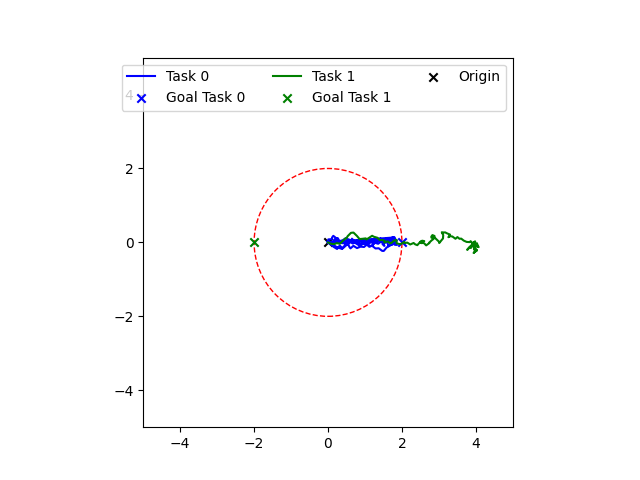 Task 0 Task 1 Origin
Goal Task 0 Goal Task 1
4
2
0
−2
−4
−4 −2 0 2 4